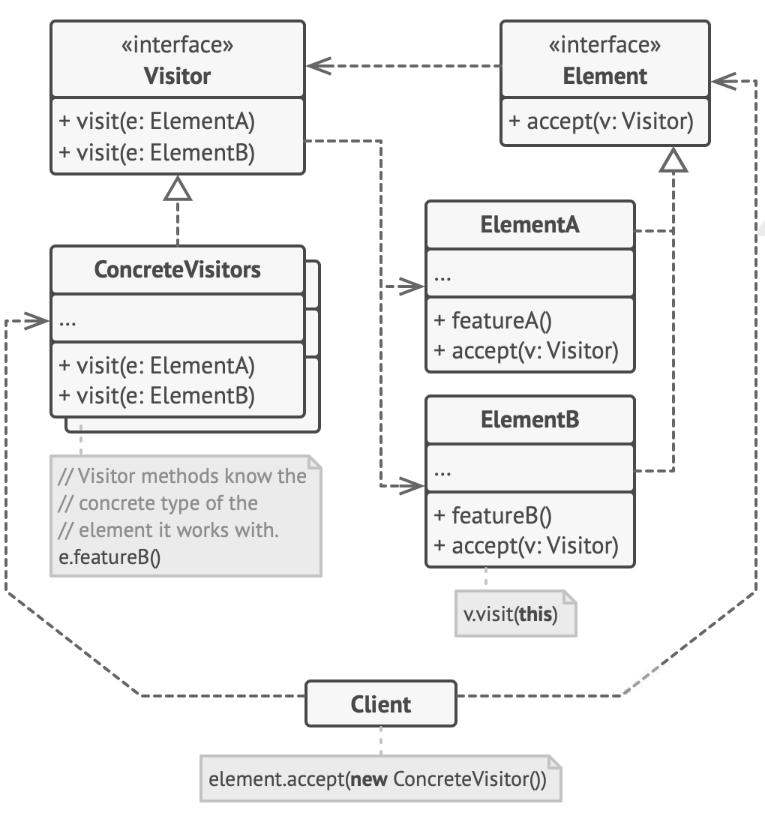 «interface»
Visitor
+ visit(e: ElementA)
+ visit(e: ElementB)
«interface»
Element
+ accept(v: Visitor)
ConcreteVisitors
...
+ visit(e: ElementA)
+ visit(e: ElementB)
// Visitor methods know the
// concrete type of the
// element it works with.
e.featureB()
ElementA
...
+ featureA()
+ accept(v: Visitor)
ElementB
...
+ featureB()
+ accept(v: Visitor)
v.visit(this)
Client
element.accept(new ConcreteVisitor())